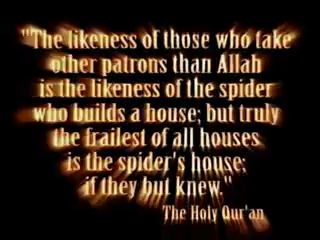 "The likeness of those who take
other patrons than Allah
is the likeness of the spider
who builds a house; but truly
the frailest of all houses
is the spider's house;
if they but knew."
The Holy Qur'an